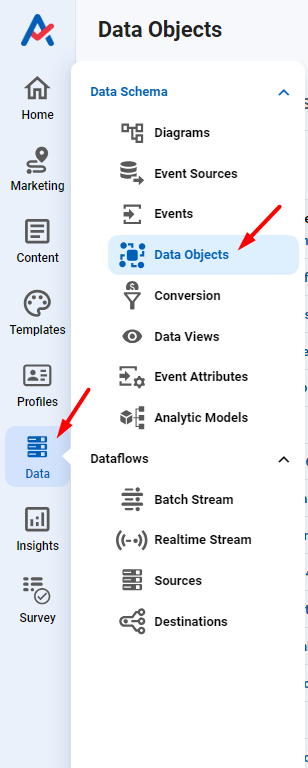 Data Objects
Home
Marketing
Content
Templates
Profiles
Data
Insights
Survey
Data Schema
Diagrams
Event Sources
Events
Data Objects
Conversion
Data Views
Event Attributes
Analytic Models
Dataflows
Batch Stream
Realtime Stream
Sources
Destinations